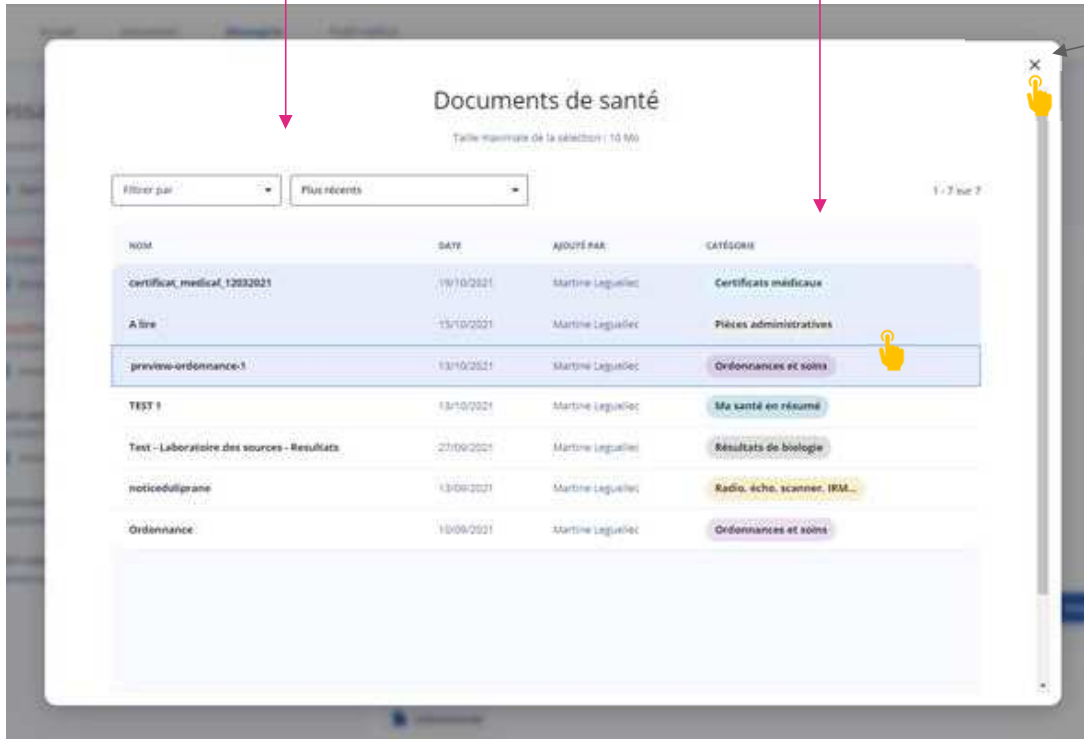 Documents de santé
Taille maximale de la sélection : 10 Mo
Filtrer par Plus récents 1 - 7 sur 7
NOM DATE AJOUTÉ PAR CATÉGORIE
certificat_medical_12032021 19/10/2021 Martine Leguellec Certificats médicaux
A lire 15/10/2021 Martine Leguellec Pièces administratives
preview-ordonnance-1 13/10/2021 Martine Leguellec Ordonnances et soins
TEST 1 13/10/2021 Martine Leguellec Ma santé en résumé
Test - Laboratoire des sources - Resultats 27/09/2021 Martine Leguellec Résultats de biologie
noticeduliprane 13/09/2021 Martine Leguellec Radio, écho, scanner, IRM...
Ordonnance 10/09/2021 Martine Leguellec Ordonnances et soins